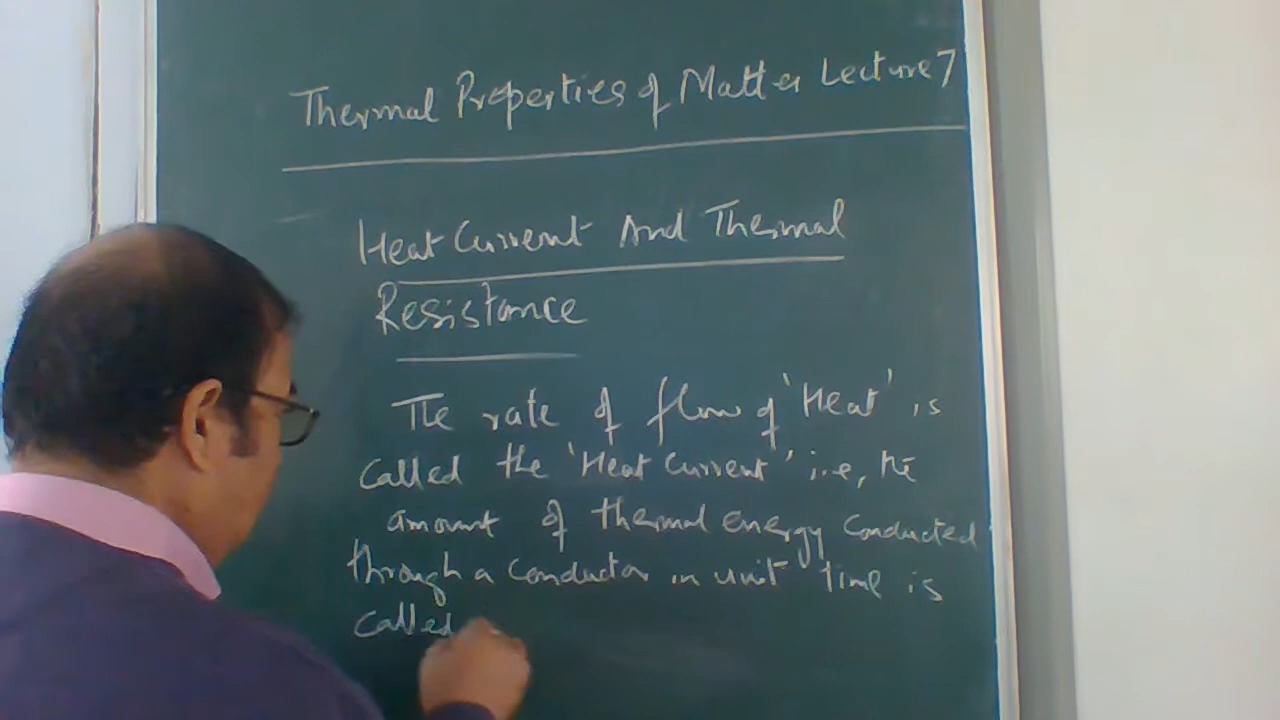 Thermal Properties of Matter Lecture 7
Heat Current And Thermal
Resistance
The rate of flow of 'Heat' is
called the 'Heat Current' i.e, the
amount of thermal energy conducted
through a conductor in unit time is
called